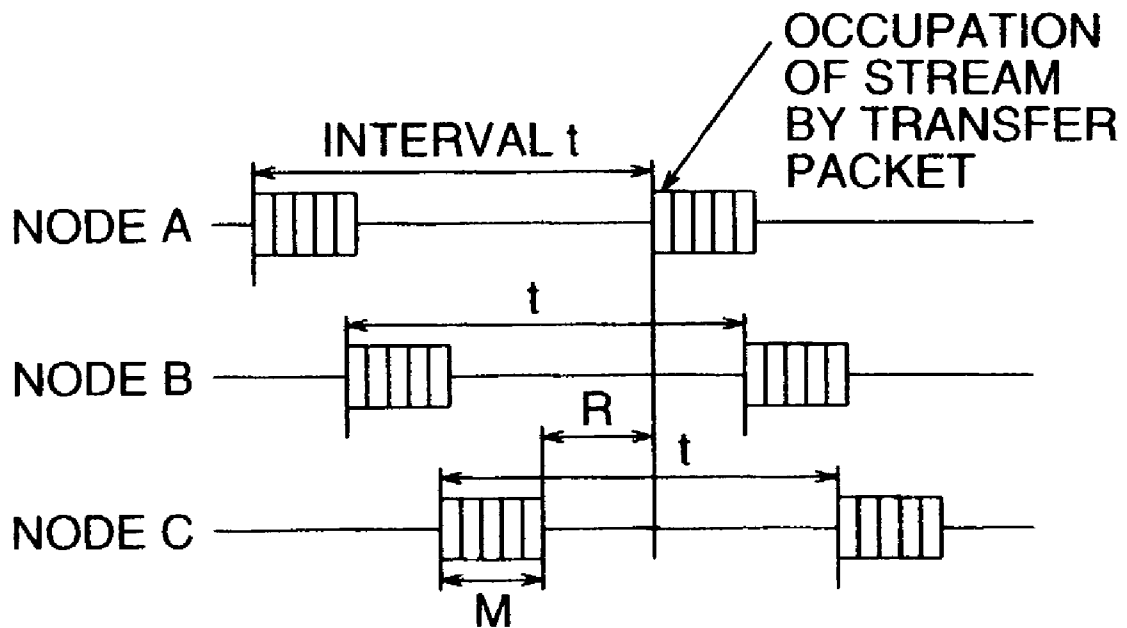 OCCUPATION
OF STREAM
BY TRANSFER
PACKET
INTERVAL t
NODE A
t
NODE B
R
t
NODE C
M